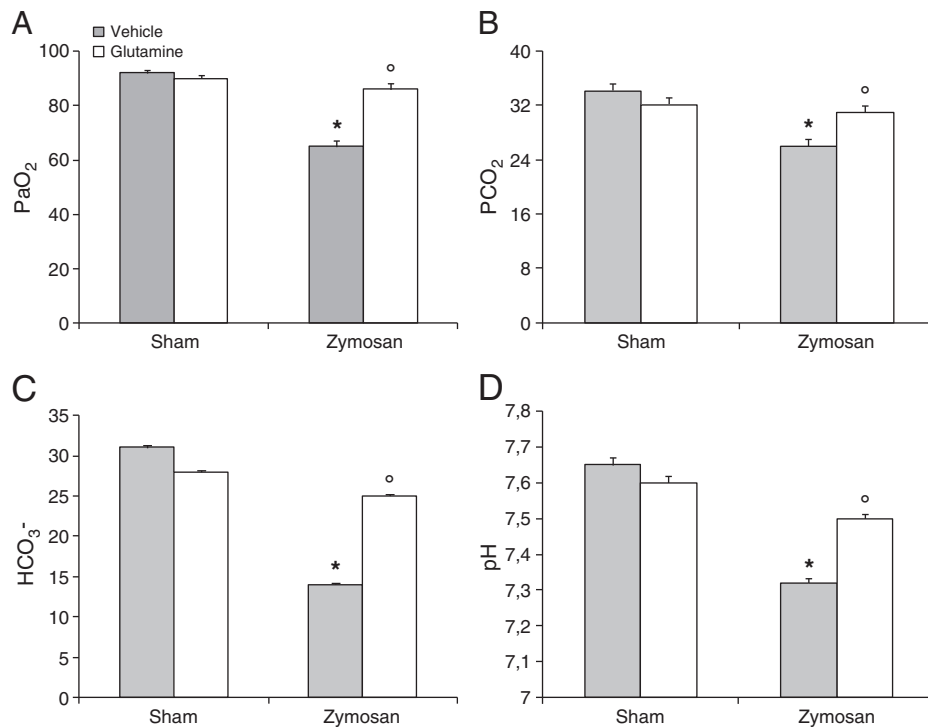 A
Vehicle
Glutamine
100
80
60
40
20
0
PaO2
*
°
Sham Zymosan
B
40
32
24
16
8
0
PCO2
*
°
Sham Zymosan
C
35
30
25
20
15
10
5
0
HCO3-
*
°
Sham Zymosan
D
7,8
7,7
7,6
7,5
7,4
7,3
7,2
7,1
7
pH
*
°
Sham Zymosan